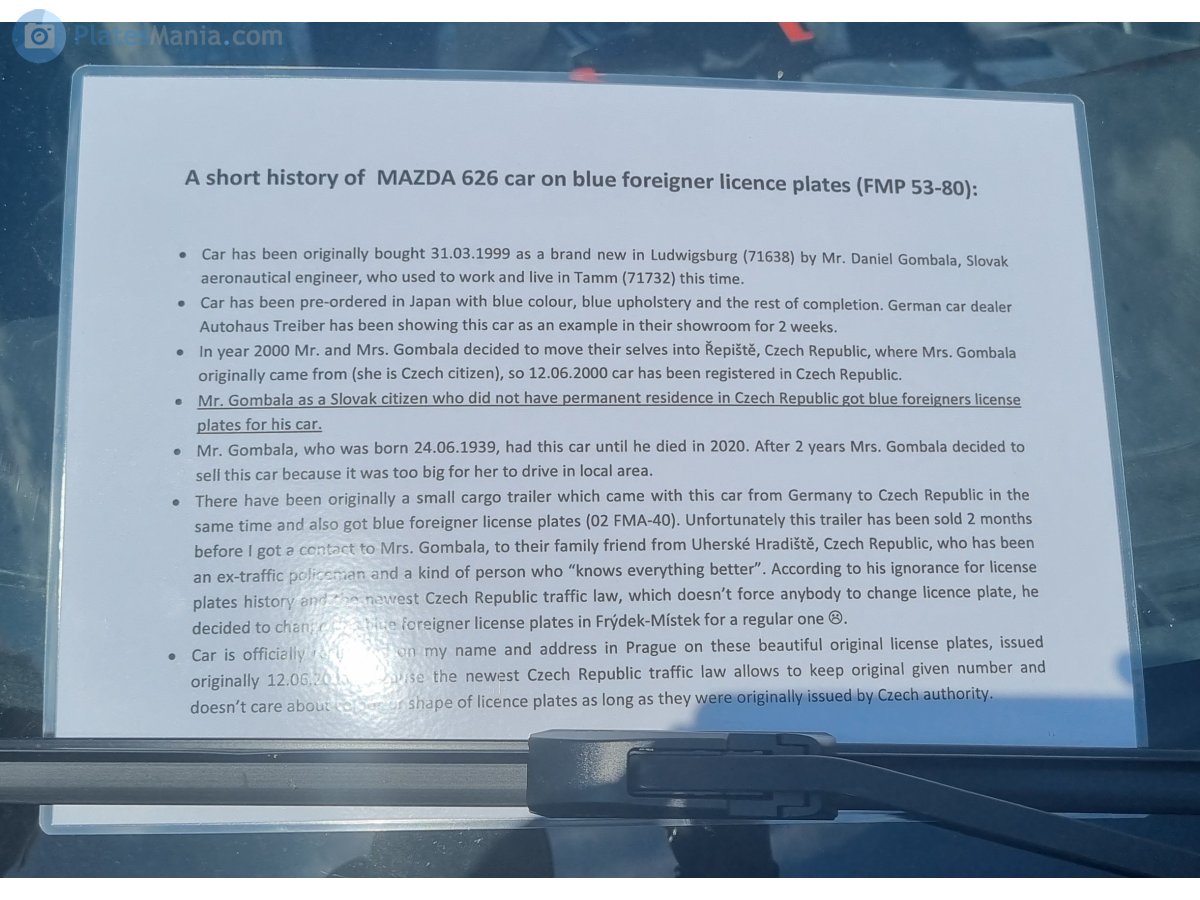 PlatesMania.com
A short history of MAZDA 626 car on blue foreigner licence plates (FMP 53-80):
• Car has been originally bought 31.03.1999 as a brand new in Ludwigsburg (71638) by Mr. Daniel Gombala, Slovak
aeronautical engineer, who used to work and live in Tamm (71732) this time.
• Car has been pre-ordered in Japan with blue colour, blue upholstery and the rest of completion. German car dealer
Autohaus Treiber has been showing this car as an example in their showroom for 2 weeks.
• In year 2000 Mr. and Mrs. Gombala decided to move their selves into Řepiště, Czech Republic, where Mrs. Gombala
originally came from (she is Czech citizen), so 12.06.2000 car has been registered in Czech Republic.
• Mr. Gombala as a Slovak citizen who did not have permanent residence in Czech Republic got blue foreigners license
plates for his car.
• Mr. Gombala, who was born 24.06.1939, had this car until he died in 2020. After 2 years Mrs. Gombala decided to
sell this car because it was too big for her to drive in local area.
• There have been originally a small cargo trailer which came with this car from Germany to Czech Republic in the
same time and also got blue foreigner license plates (02 FMA-40). Unfortunately this trailer has been sold 2 months
before I got a contact to Mrs. Gombala, to their family friend from Uherské Hradiště, Czech Republic, who has been
an ex-traffic policeman and a kind of person who “knows everything better”. According to his ignorance for license
plates history and the newest Czech Republic traffic law, which doesn’t force anybody to change licence plate, he
decided to blue foreigner license plates in Frýdek-Místek for a regular one ☹.
• Car is officially on my name and address in Prague on these beautiful original license plates, issued
originally the newest Czech Republic traffic law allows to keep original given number and
doesn’t care about shape of licence plates as long as they were originally issued by Czech authority.